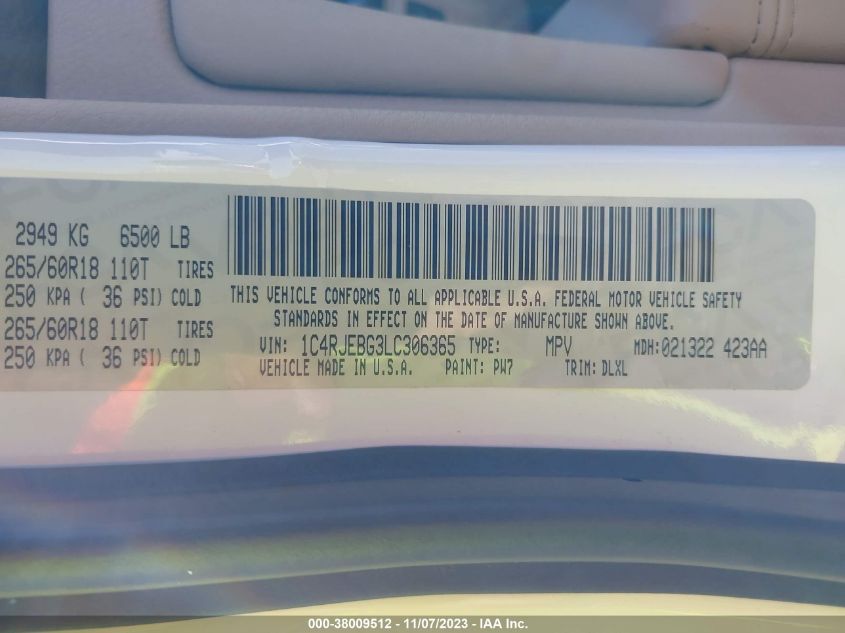 2949 KG 6500 LB
265/60R18 110T TIRES
250 KPA ( 36 PSI) COLD
265/60R18 110T TIRES
250 KPA ( 36 PSI) COLD
THIS VEHICLE CONFORMS TO ALL APPLICABLE U.S.A. FEDERAL MOTOR VEHICLE SAFETY
STANDARDS IN EFFECT ON THE DATE OF MANUFACTURE SHOWN ABOVE.
VIN: 1C4RJEBG3LC306365 TYPE: MPV MDH:021322 423AA
VEHICLE MADE IN U.S.A. PAINT: PW7 TRIM: DLXL
000-38009512 - 11/07/2023 - IAA Inc.